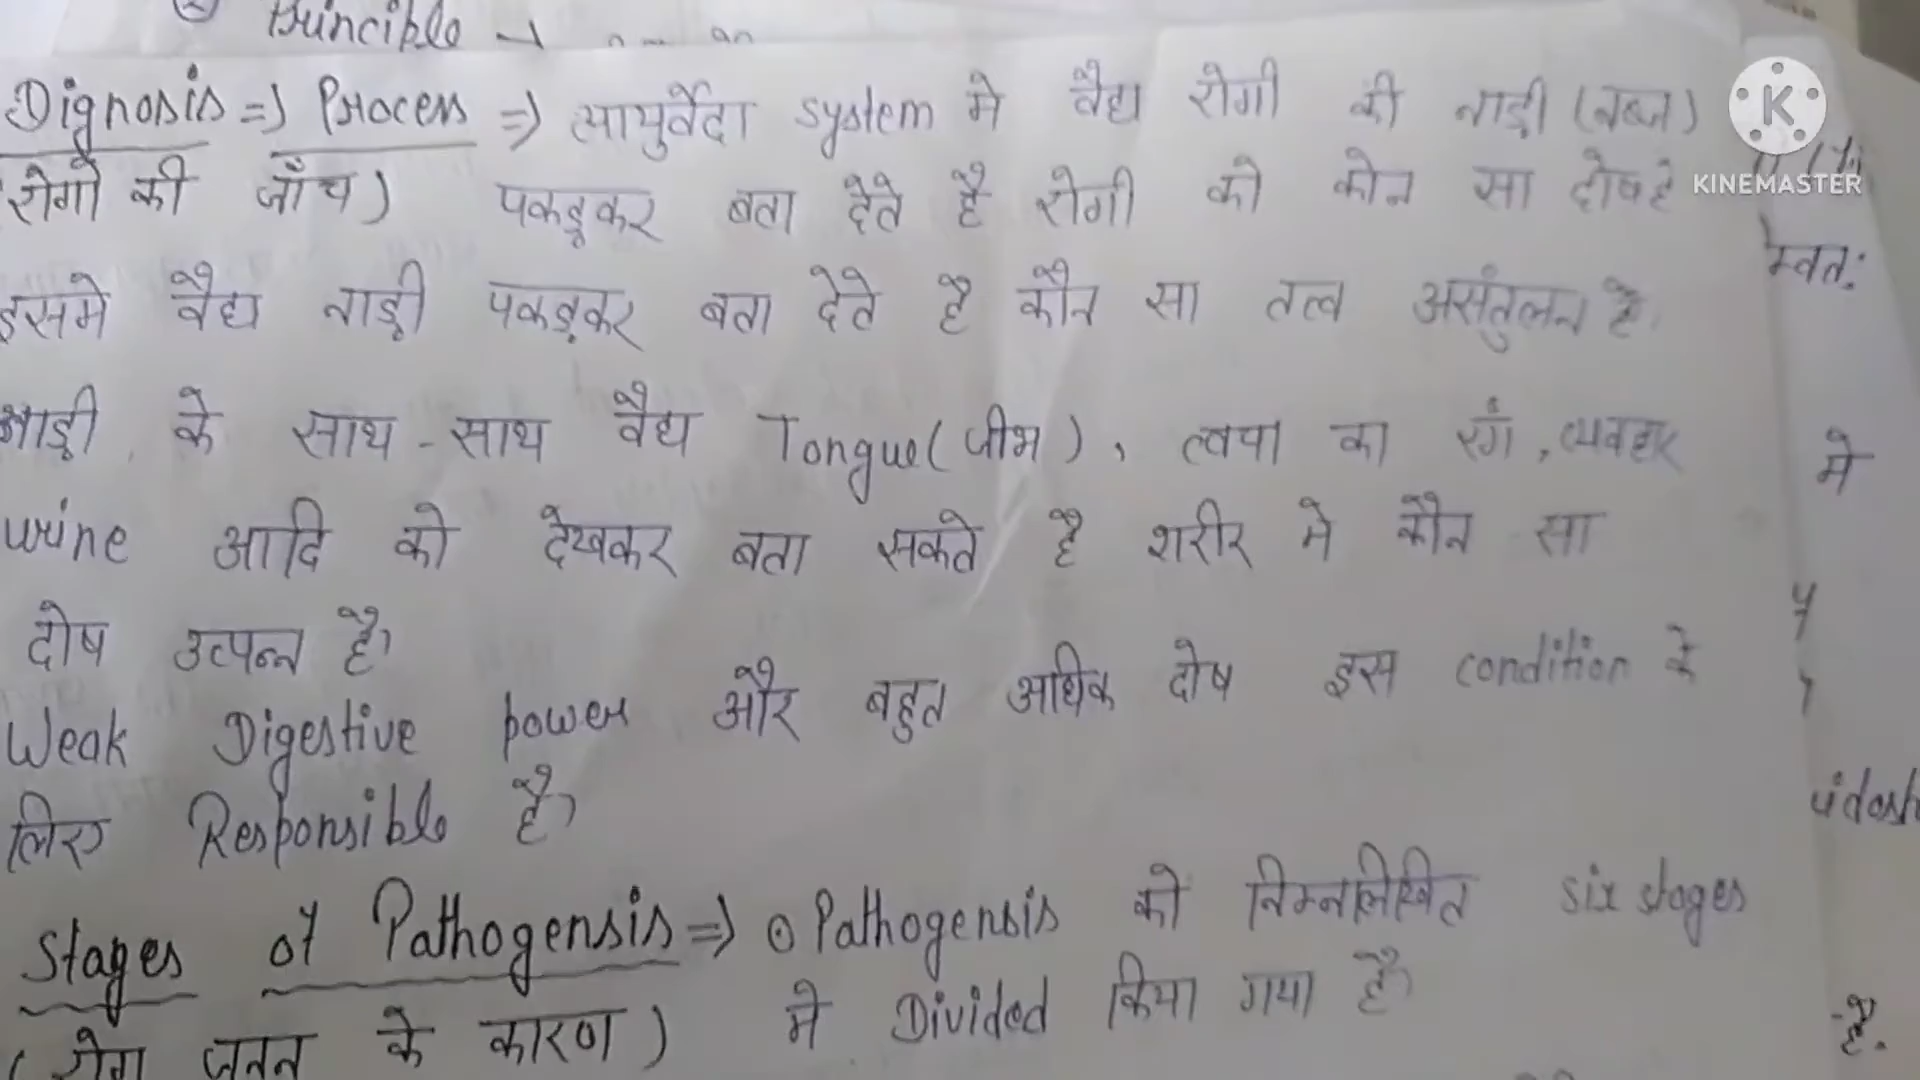 Principle →
Dignosis => Process => आयुर्वेदा system मे वैद्य रोगी की नाड़ी (नब्ज)
(रोगो की जाँच) पकड़कर बता देते है रोगी को कौन सा दोष है
इसमे वैद्य नाड़ी पकड़कर बता देते है कौन सा तत्व असंतुलन है।
नाड़ी के साथ-साथ वैद्य Tongue (जीभ), त्वचा का रंग, व्यवहार
urine आदि को देखकर बता सकते है शरीर मे कौन सा
दोष उत्पन्न है।
Weak Digestive power और बहुत अधिक दोष इस condition के
लिए Responsible है।
Stages of Pathogensis => ⊙ Pathogensis को निम्नलिखित six stages
(रोग जनन के कारण) मे Divided किया गया है।
मे
है.
KINEMASTER